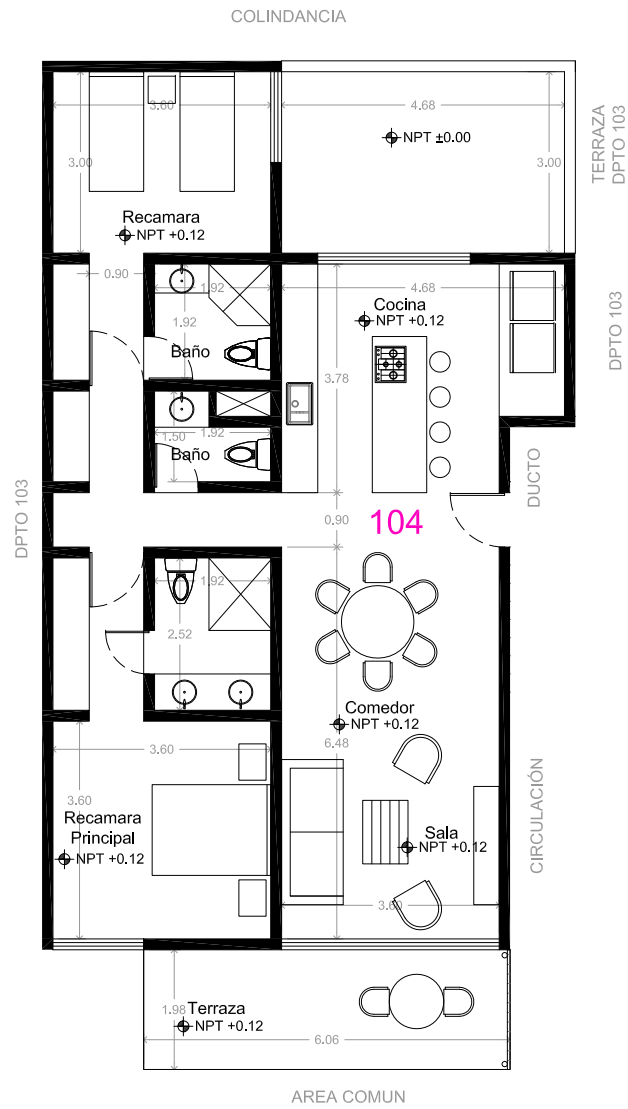 COLINDANCIA
3.60
4.68
NPT ±0.00
3.00
3.00
TERRAZA
DPTO 103
Recamara
NPT +0.12
0.90
1.92
4.68
Cocina
NPT +0.12
1.92
Baño
DPTO 103
3.78
1.50
1.92
Baño
DUCTO
DPTO 103
0.90
104
1.92
2.52
Comedor
NPT +0.12
6.48
3.60
3.60
Recamara
Principal
NPT +0.12
Sala
NPT +0.12
CIRCULACIÓN
3.60
1.98
Terraza
NPT +0.12
6.06
AREA COMUN